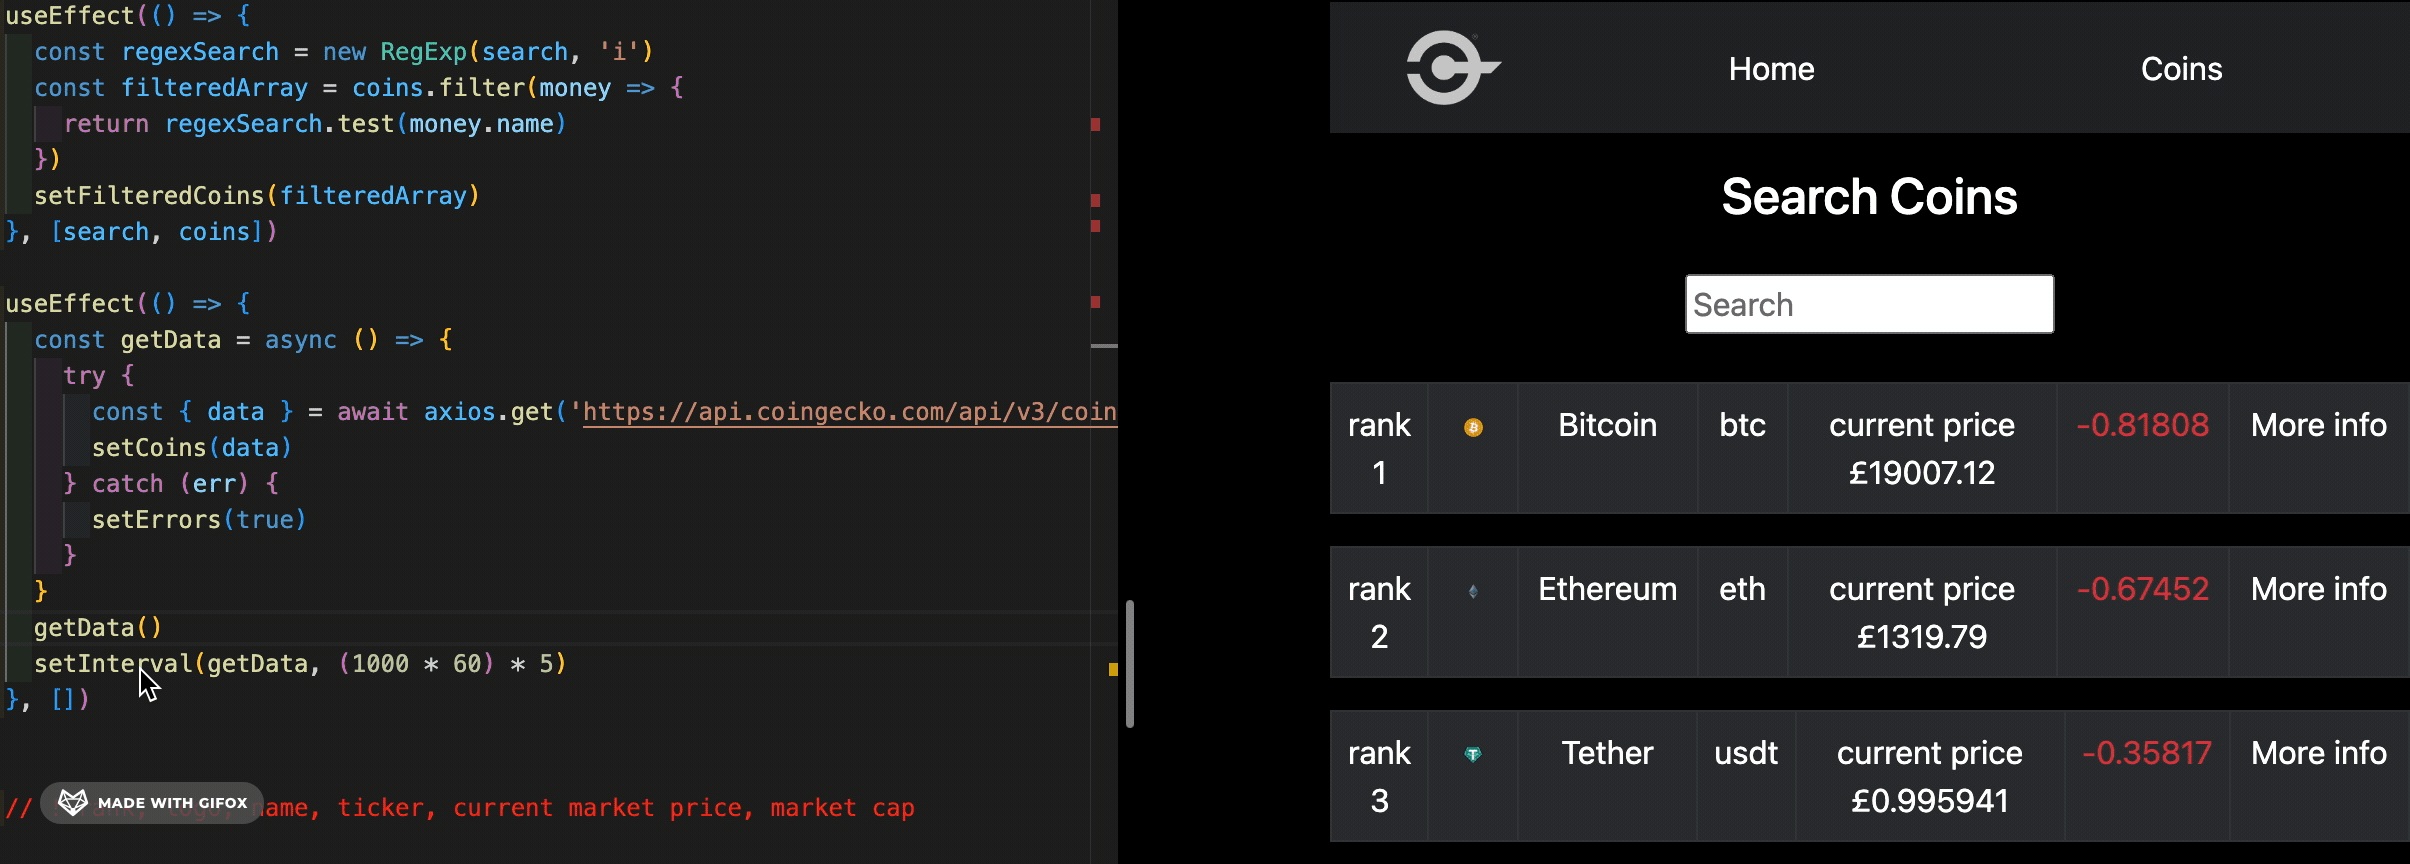 useEffect(() => {
const regexSearch = new RegExp(search, 'i')
const filteredArray = coins.filter(money => {
return regexSearch.test(money.name)
})
setFilteredCoins(filteredArray)
}, [search, coins])
useEffect(() => {
const getData = async () => {
try {
const { data } = await axios.get('https://api.coingecko.com/api/v3/coin
setCoins(data)
} catch (err) {
setErrors(true)
}
}
getData()
setInterval(getData, (1000 * 60) * 5)
}, [])
// name, ticker, current market price, market cap
MADE WITH GIFOX
Home
Coins
Search Coins
Search
rank 1 Bitcoin btc current price £19007.12 -0.81808 More info
rank 2 Ethereum eth current price £1319.79 -0.67452 More info
rank 3 Tether usdt current price £0.995941 -0.35817 More info